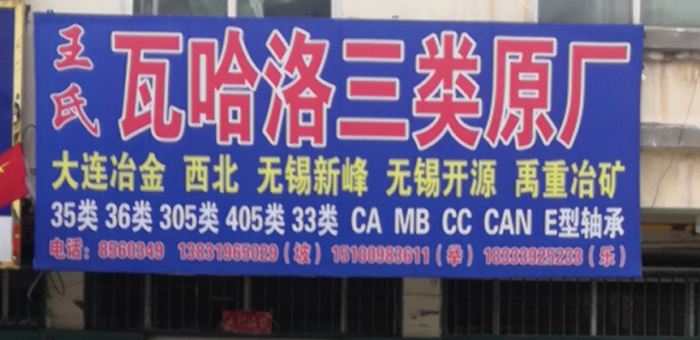 王氏
瓦哈洛三类原厂
大连冶金 西北 无锡新峰 无锡开源 禹重冶矿
35类 36类 305类 405类 33类 CA MB CC CAN E型轴承
电话：8560349 13831965029（坡）15100983611（举）18333925233（乐）